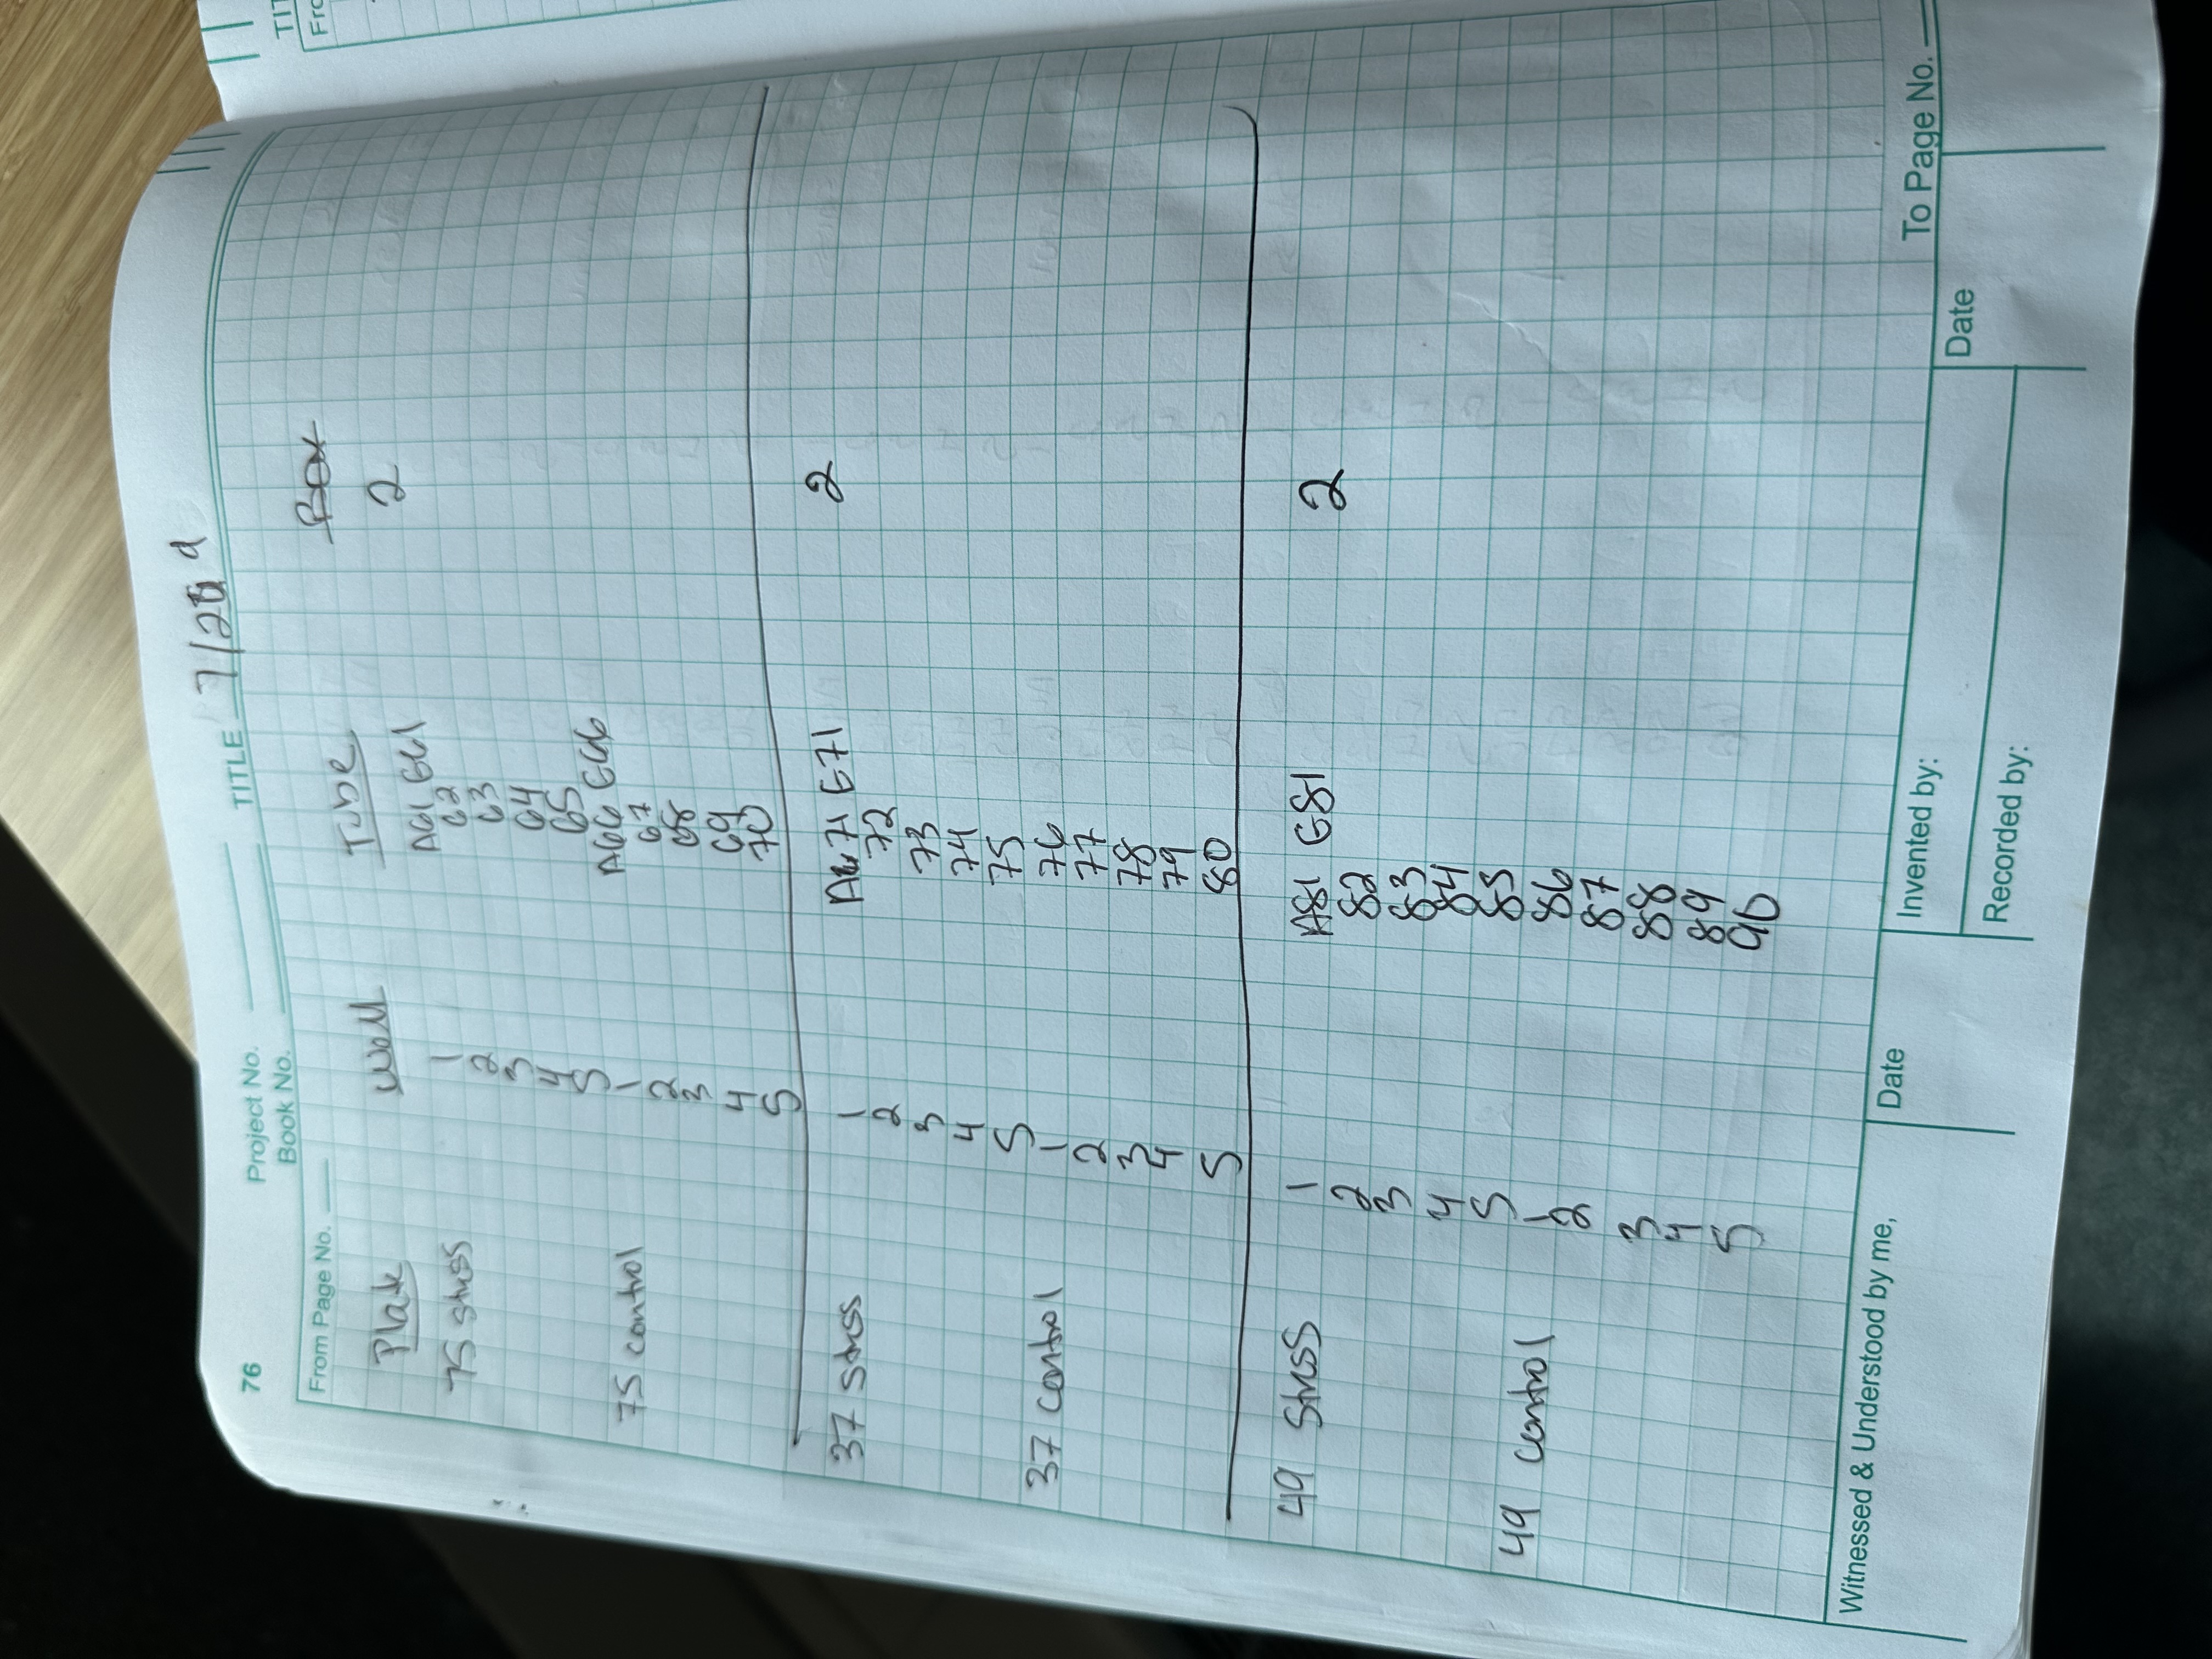 76
Project No.
Book No.
TITLE 7/29
From Page No.
Plate Well Tube Box
75 stress 1 A61 G61 2
2 62
3 63
4 64
5 65
75 control 1 A66 G66
2 67
3 68
4 69
5 70
37 stress 1 A71 G71 2
2 72
3 73
4 74
5 75
37 control 1 76
2 77
3 78
4 79
5 80
49 stress 1 A81 G81 2
2 82
3 83
4 84
5 85
49 control 1 86
2 87
3 88
4 89
5 90
To Page No.
Witnessed & Understood by me,
Date
Invented by:
Date
Recorded by: